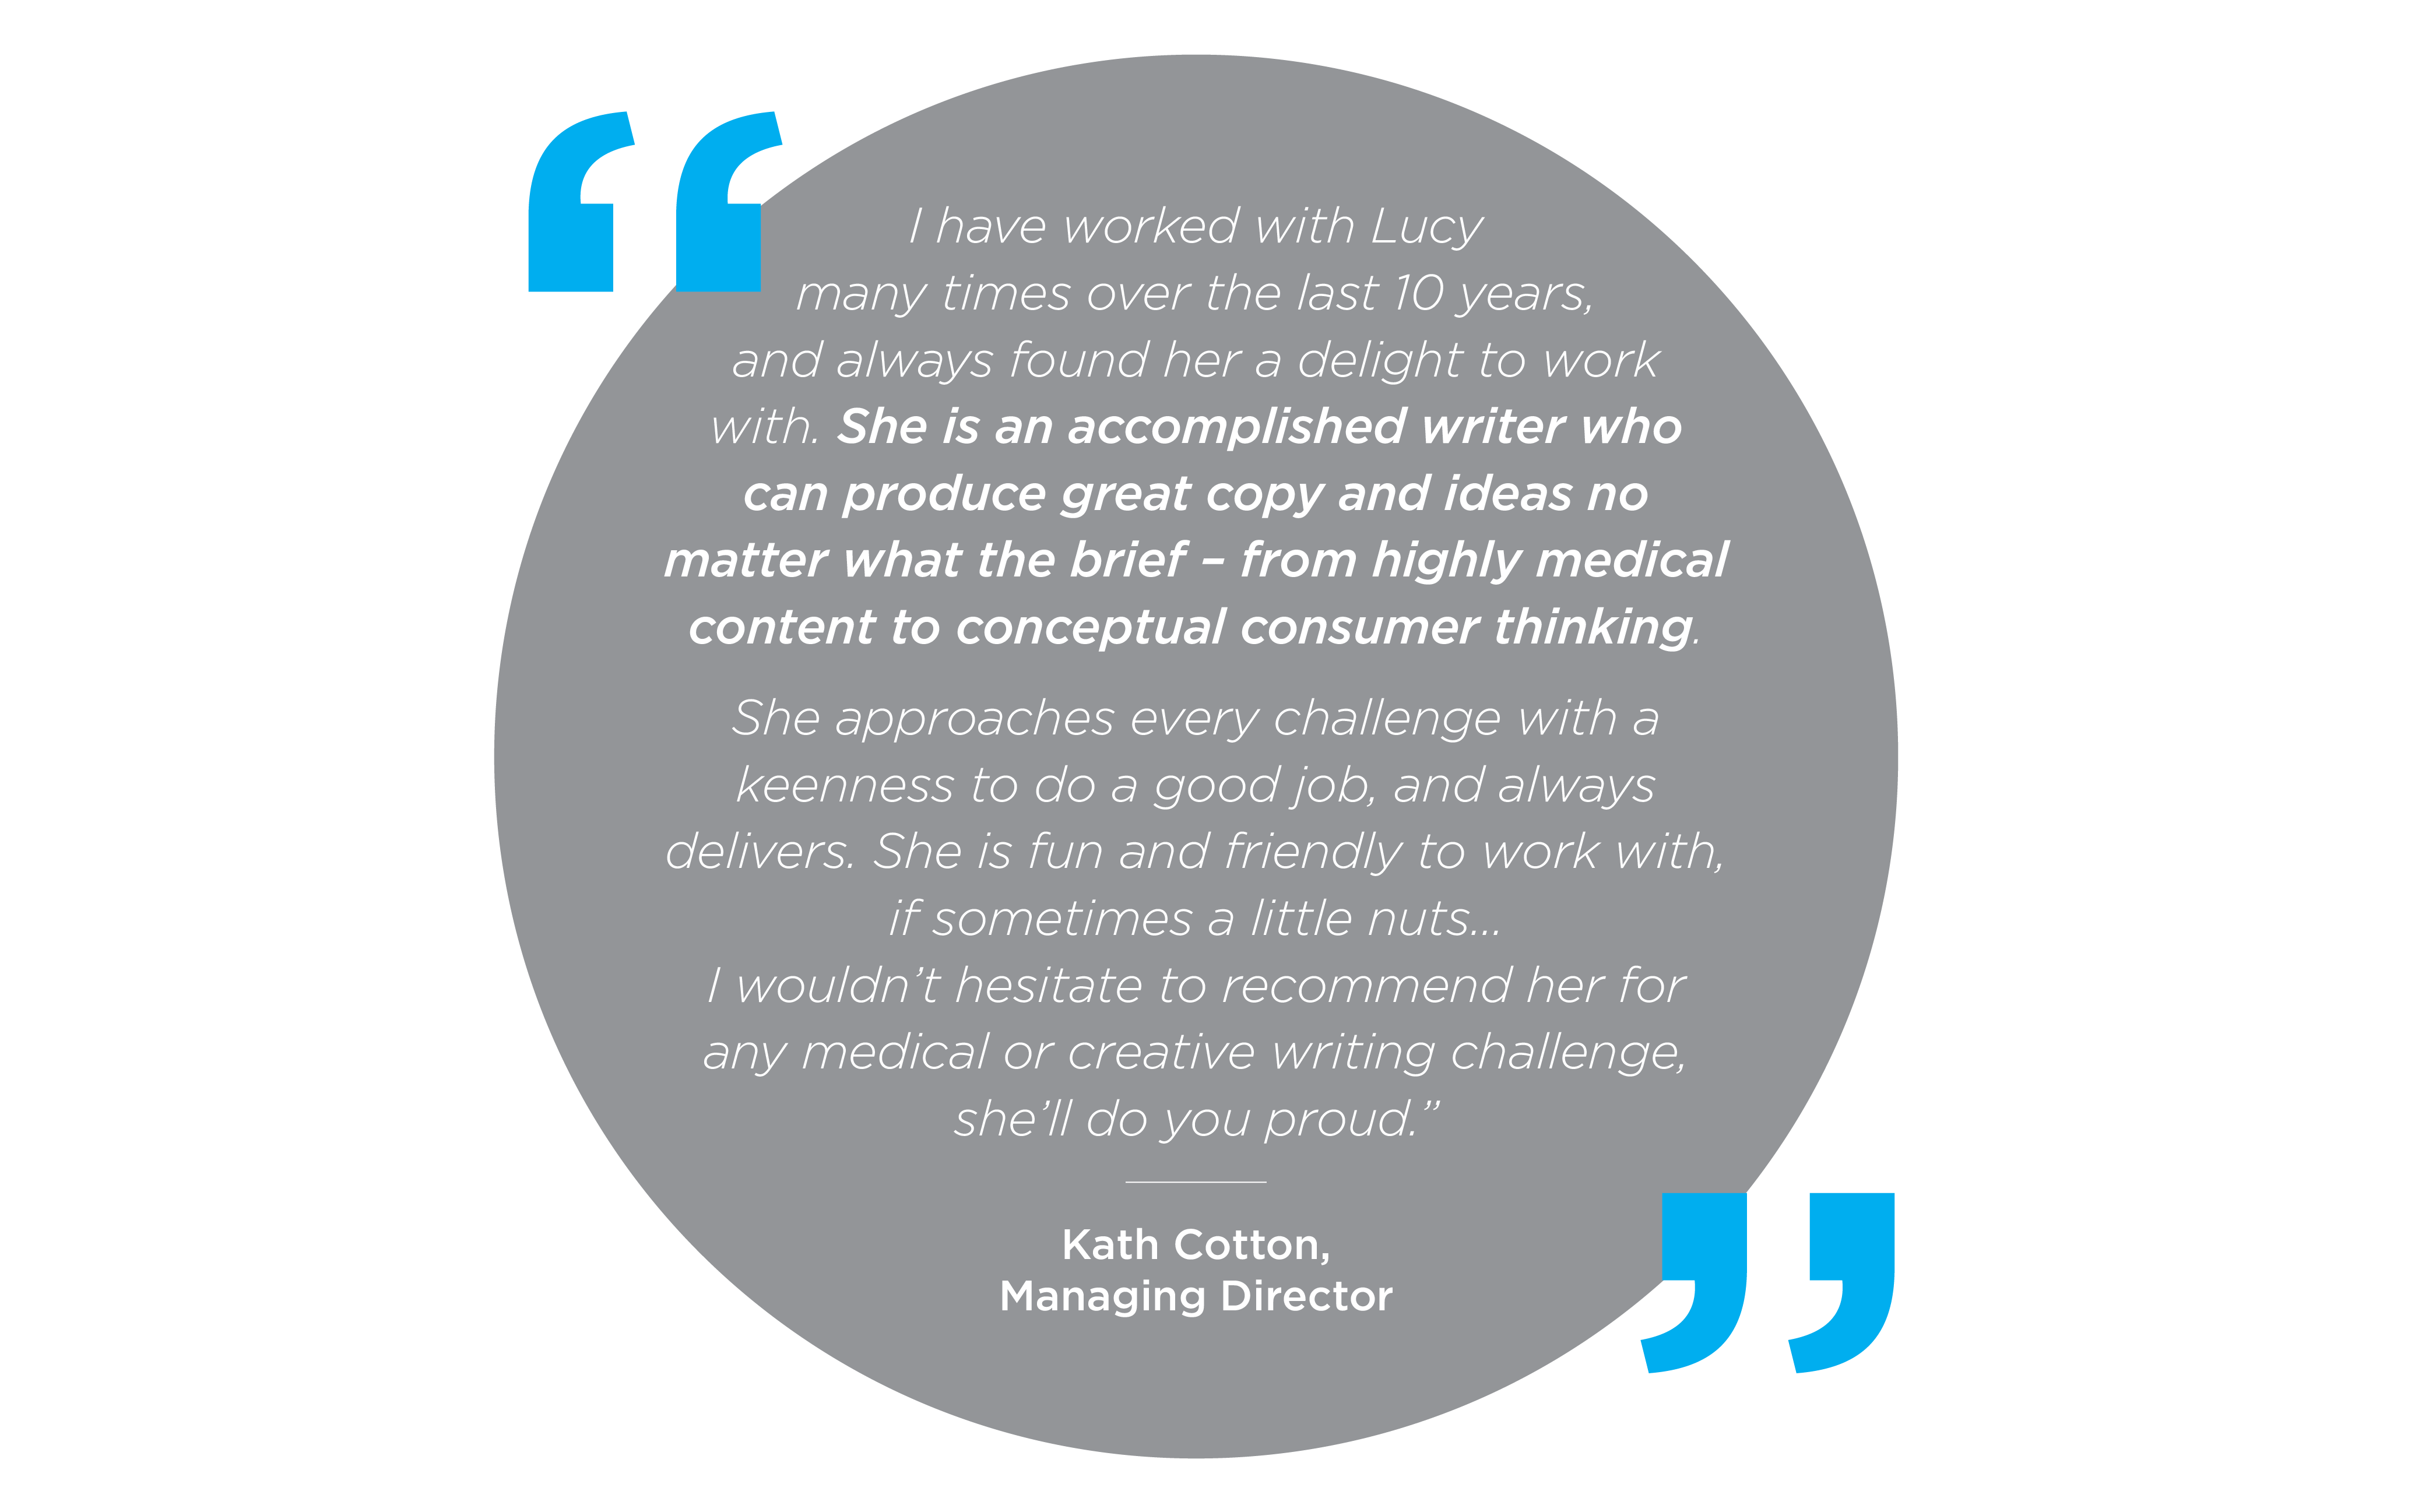 I have worked with Lucy
many times over the last 10 years,
and always found her a delight to work
with. She is an accomplished writer who
can produce great copy and ideas no
matter what the brief – from highly medical
content to conceptual consumer thinking.
She approaches every challenge with a
keenness to do a good job, and always
delivers. She is fun and friendly to work with,
if sometimes a little nuts...
I wouldn’t hesitate to recommend her for
any medical or creative writing challenge,
she’ll do you proud.”
Kath Cotton,
Managing Director